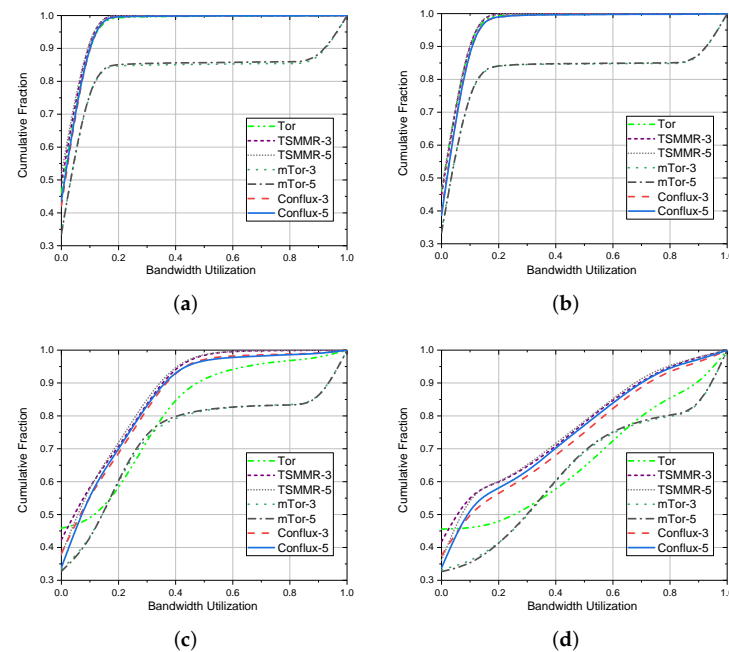 1.0
0.9
0.8
0.7
0.6
0.5
0.4
0.3
Cumulative Fraction
Tor
TSMMR-3
TSMMR-5
mTor-3
mTor-5
Conflux-3
Conflux-5
0.0 0.2 0.4 0.6 0.8 1.0
Bandwidth Utilization
(a)
1.0
0.9
0.8
0.7
0.6
0.5
0.4
0.3
Cumulative Fraction
Tor
TSMMR-3
TSMMR-5
mTor-3
mTor-5
Conflux-3
Conflux-5
0.0 0.2 0.4 0.6 0.8 1.0
Bandwidth Utilization
(b)
1.0
0.9
0.8
0.7
0.6
0.5
0.4
0.3
Cumulative Fraction
Tor
TSMMR-3
TSMMR-5
mTor-3
mTor-5
Conflux-3
Conflux-5
0.0 0.2 0.4 0.6 0.8 1.0
Bandwidth Utilization
(c)
1.0
0.9
0.8
0.7
0.6
0.5
0.4
0.3
Cumulative Fraction
Tor
TSMMR-3
TSMMR-5
mTor-3
mTor-5
Conflux-3
Conflux-5
0.0 0.2 0.4 0.6 0.8 1.0
Bandwidth Utilization
(d)